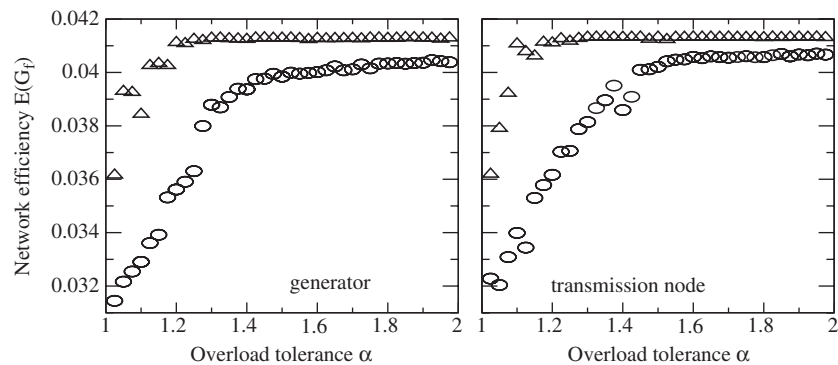 0.042
0.04
0.038
0.036
0.034
0.032
Network efficiency E(G_f)
generator
transmission node
1 1.2 1.4 1.6 1.8 2
1 1.2 1.4 1.6 1.8 2
Overload tolerance α
Overload tolerance α